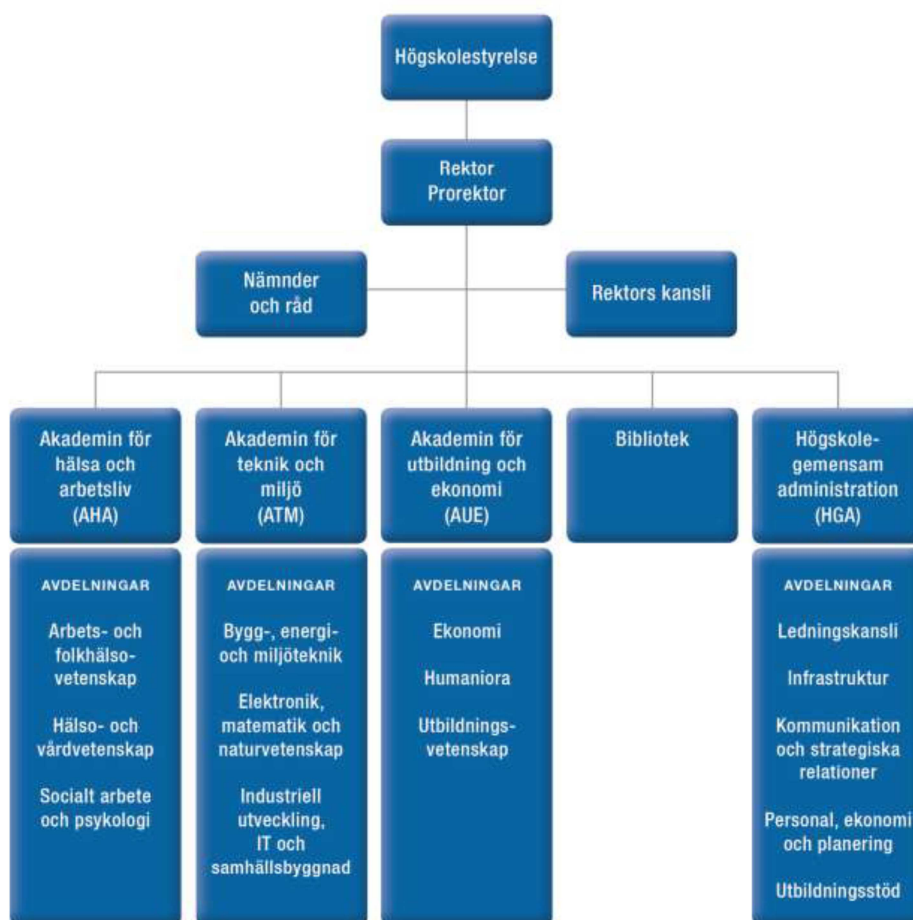 Högskolestyrelse
Rektor
Prorektor
Nämnder
och råd
Rektors kansli
Akademin för
hälsa och
arbetsliv
(AHA)
Akademin för
teknik och
miljö
(ATM)
Akademin för
utbildning och
ekonomi
(AUE)
Bibliotek
Högskole-
gemensam
administration
(HGA)
AVDELNINGAR
Arbets- och
folkhälso-
vetenskap
Hälso- och
vårdvetenskap
Socialt arbete
och psykologi
AVDELNINGAR
Bygg-, energi-
och miljöteknik
Elektronik,
matematik och
naturvetenskap
Industriell
utveckling,
IT och
samhällsbyggnad
AVDELNINGAR
Ekonomi
Humaniora
Utbildnings-
vetenskap
AVDELNINGAR
Ledningskansli
Infrastruktur
Kommunikation
och strategiska
relationer
Personal, ekonomi
och planering
Utbildningsstöd